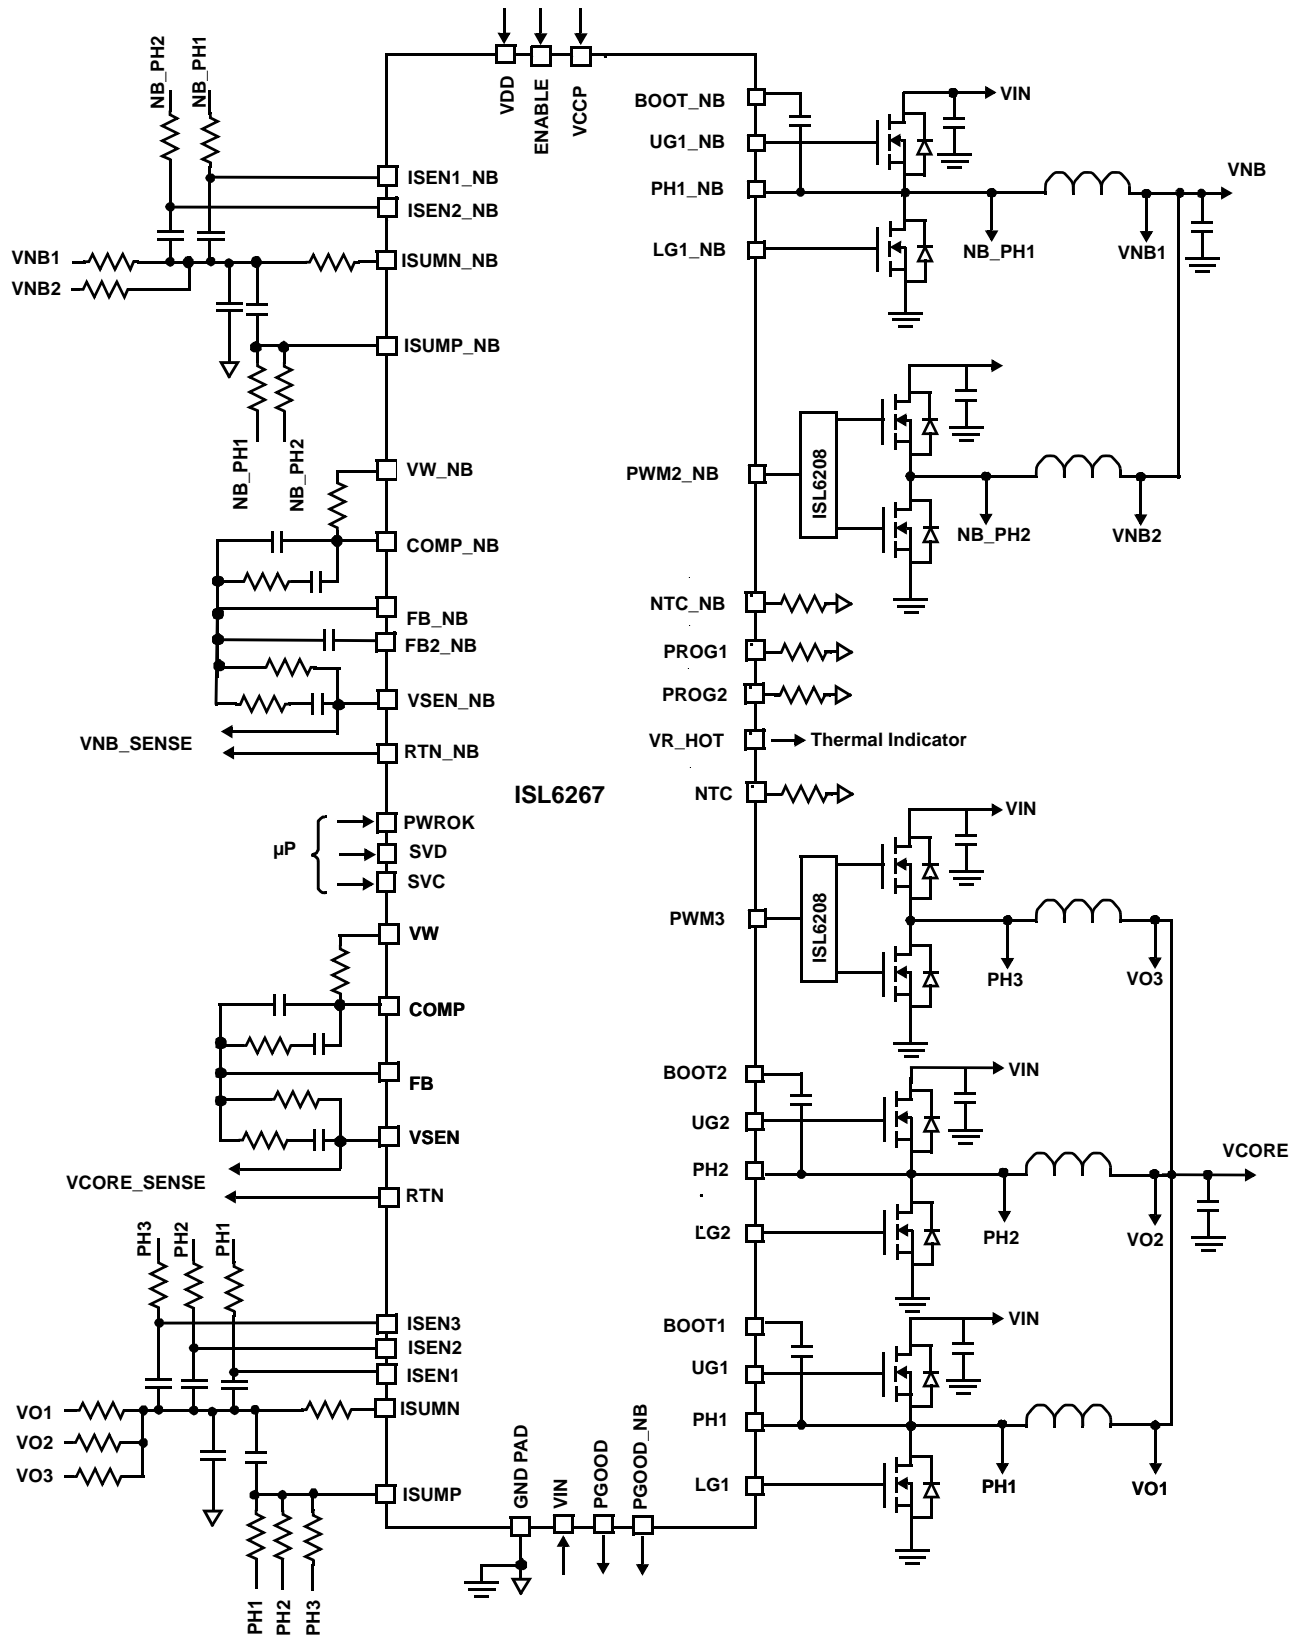 NB_PH2
NB_PH1
VDD
ENABLE
VCCP
BOOT_NB
VIN
UG1_NB
VNB
ISEN1_NB
PH1_NB
ISEN2_NB
VNB1
ISUMN_NB
LG1_NB
NB_PH1
VNB1
VNB2
ISUMP_NB
NB_PH1
NB_PH2
VW_NB
PWM2_NB
ISL6208
COMP_NB
NB_PH2
VNB2
FB_NB
NTC_NB
FB2_NB
PROG1
VSEN_NB
PROG2
VNB_SENSE
RTN_NB
VR_HOT
Thermal Indicator
ISL6267
NTC
PWROK
VIN
µP
SVD
SVC
PWM3
ISL6208
VW
PH3
VO3
COMP
FB
BOOT2
VIN
UG2
VSEN
VCORE
VCORE_SENSE
RTN
PH2
PH3
PH2
PH1
LG2
PH2
VO2
ISEN3
BOOT1
VIN
ISEN2
ISEN1
UG1
VO1
ISUMN
PH1
VO2
VO3
ISUMP
LG1
PH1
VO1
GND PAD
VIN
PGOOD
PGOOD_NB
PH1
PH2
PH3